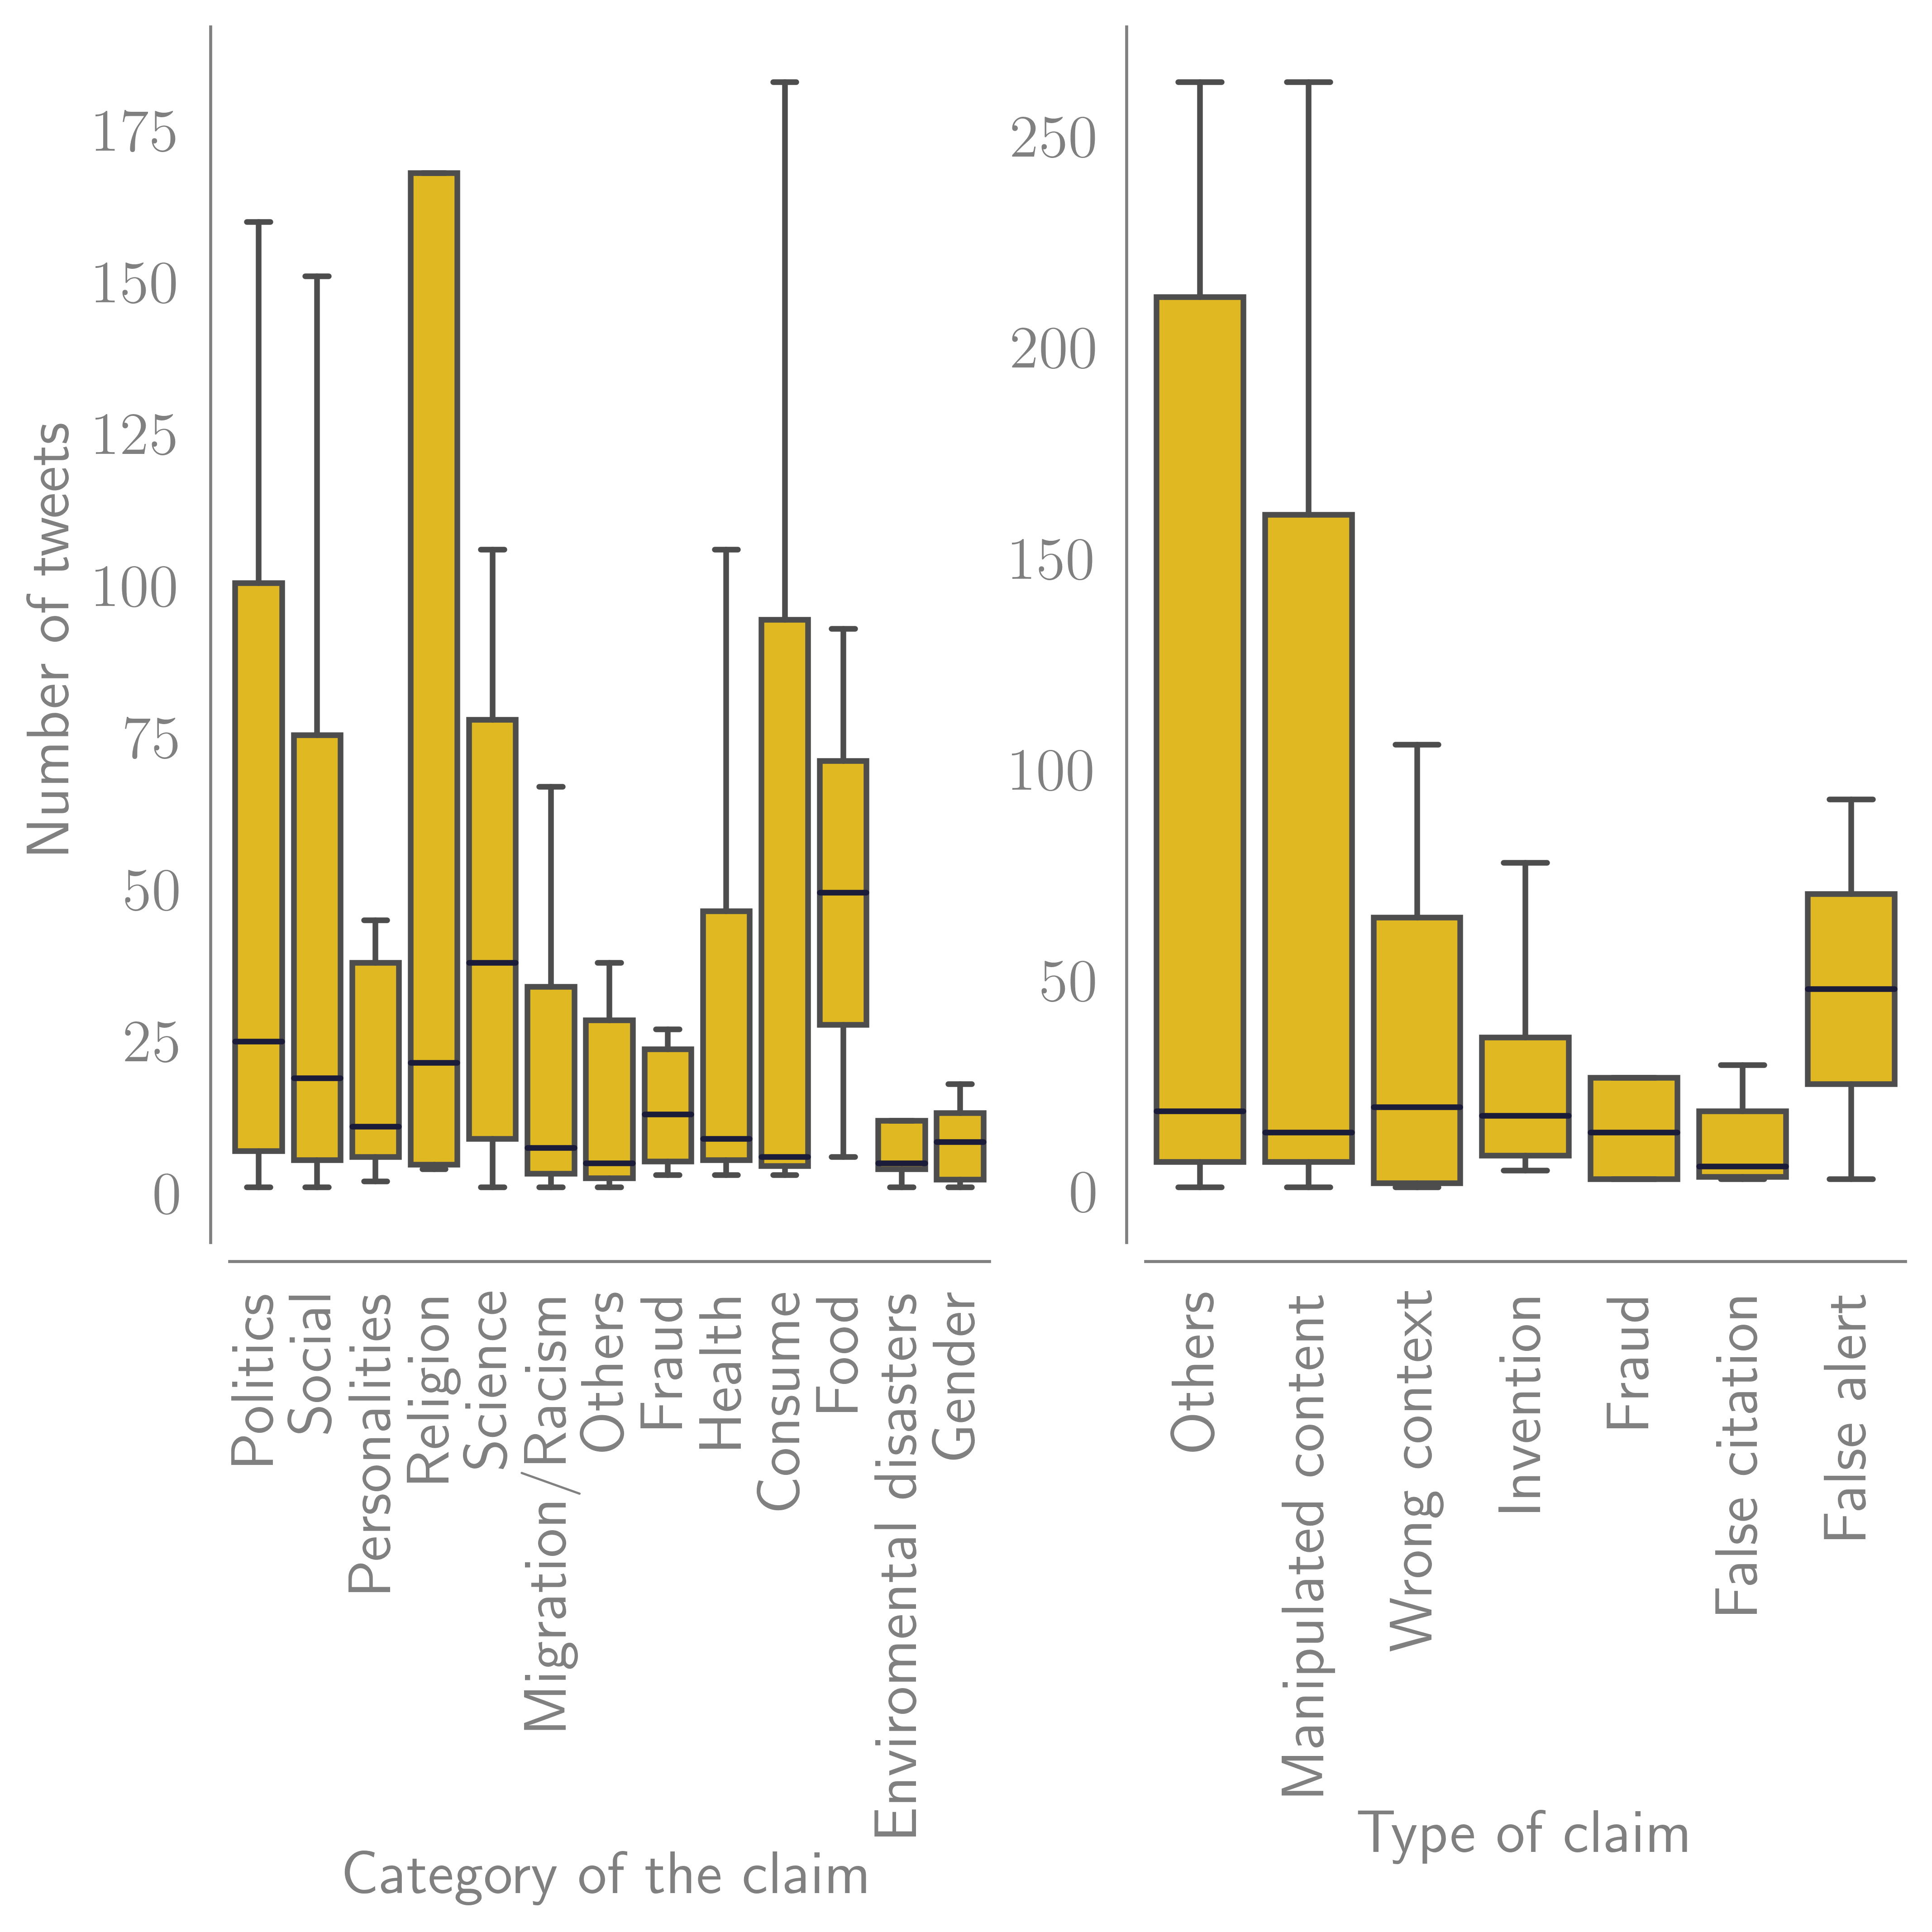 Number of tweets
175
150
125
100
75
50
25
0
Politics
Social
Personalities
Religion
Science
Migration/Racism
Others
Fraud
Health
Consume
Food
Enviromental disasters
Gender
Category of the claim
250
200
150
100
50
0
Others
Manipulated content
Wrong context
Invention
Fraud
False citation
False alert
Type of claim